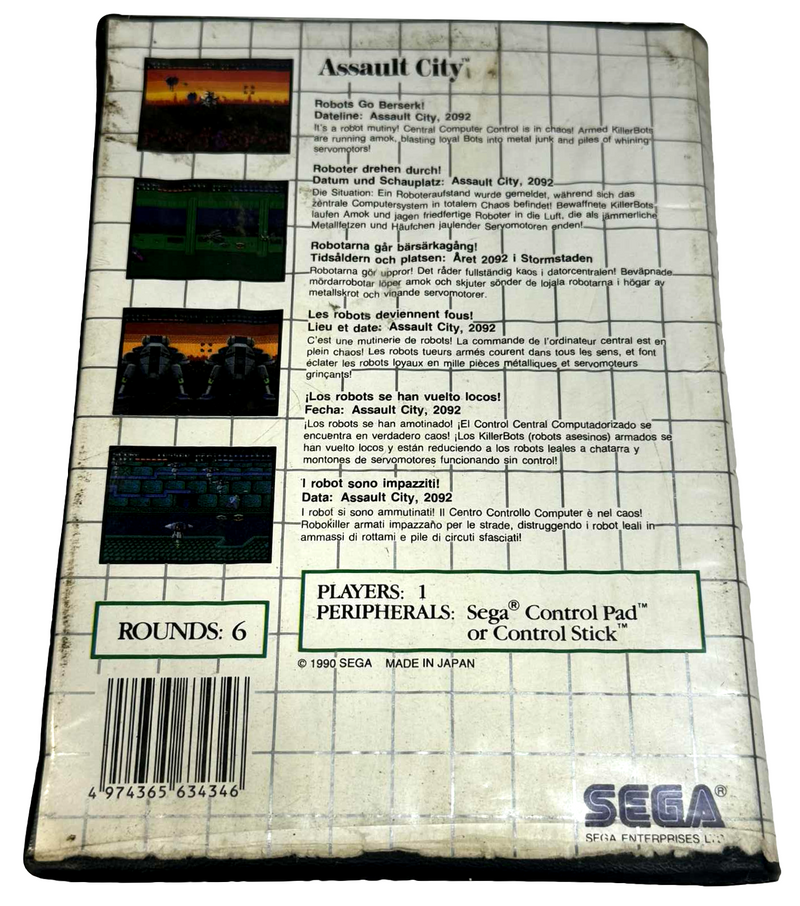 Assault City™
Robots Go Berserk!
Dateline: Assault City, 2092
It's a robot mutiny! Central Computer Control is in chaos! Armed KillerBots
are running amok, blasting loyal Bots into metal junk and piles of whining
servomotors!
Roboter drehen durch!
Datum und Schauplatz: Assault City, 2092
Die Situation: Ein Roboteraufstand wurde gemeldet, während sich das
zentrale Computersystem in totalem Chaos befindet! Bewaffnete KillerBots
laufen Amok und jagen friedfertige Roboter in die Luft, die als jämmerliche
Metallfetzen und Häufchen jaulender Servomotoren enden!
Robotarna går bärsärkagång!
Tidsåldern och platsen: Året 2092 i Stormstaden
Robotarna gör uppror! Det råder fullständig kaos i datorcentralen! Beväpnade
mördarrobotar löper amok och skjuter sönder de lojala robotarna i högar av
metallskrot och vinande servomotorer.
Les robots deviennent fous!
Lieu et date: Assault City, 2092
C'est une mutinerie de robots! La commande de l'ordinateur central est en
plein chaos! Les robots tueurs armés courent dans tous les sens, et font
éclater les robots loyaux en mille pièces métalliques et servomoteurs
grinçants!
¡Los robots se han vuelto locos!
Fecha: Assault City, 2092
¡Los robots se han amotinado! ¡El Control Central Computadorizado se
encuentra en verdadero caos! ¡Los KillerBots (robots asesinos) armados se
han vuelto locos y están reduciendo a los robots leales a chatarra y
montones de servomotores funcionando sin control!
I robot sono impazziti!
Data: Assault City, 2092
I robot si sono ammutinati! Il Centro Controllo Computer è nel caos!
Robokiller armati impazzano per le strade, distruggendo i robot leali in
ammassi di rottami e pile di circuti sfasciati!
PLAYERS: 1
PERIPHERALS: Sega® Control Pad™
or Control Stick™
ROUNDS: 6
© 1990 SEGA MADE IN JAPAN
4 974365 634346
SEGA®
SEGA ENTERPRISES